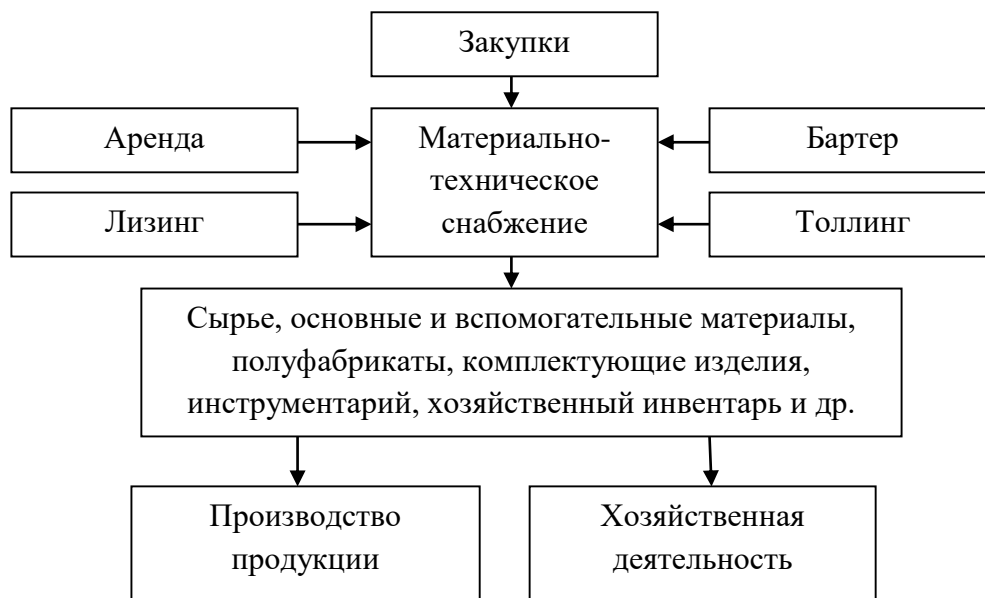 Закупки
Аренда
Материально-
техническое
снабжение
Бартер
Лизинг
Толлинг
Сырье, основные и вспомогательные материалы,
полуфабрикаты, комплектующие изделия,
инструментарий, хозяйственный инвентарь и др.
Производство
продукции
Хозяйственная
деятельность